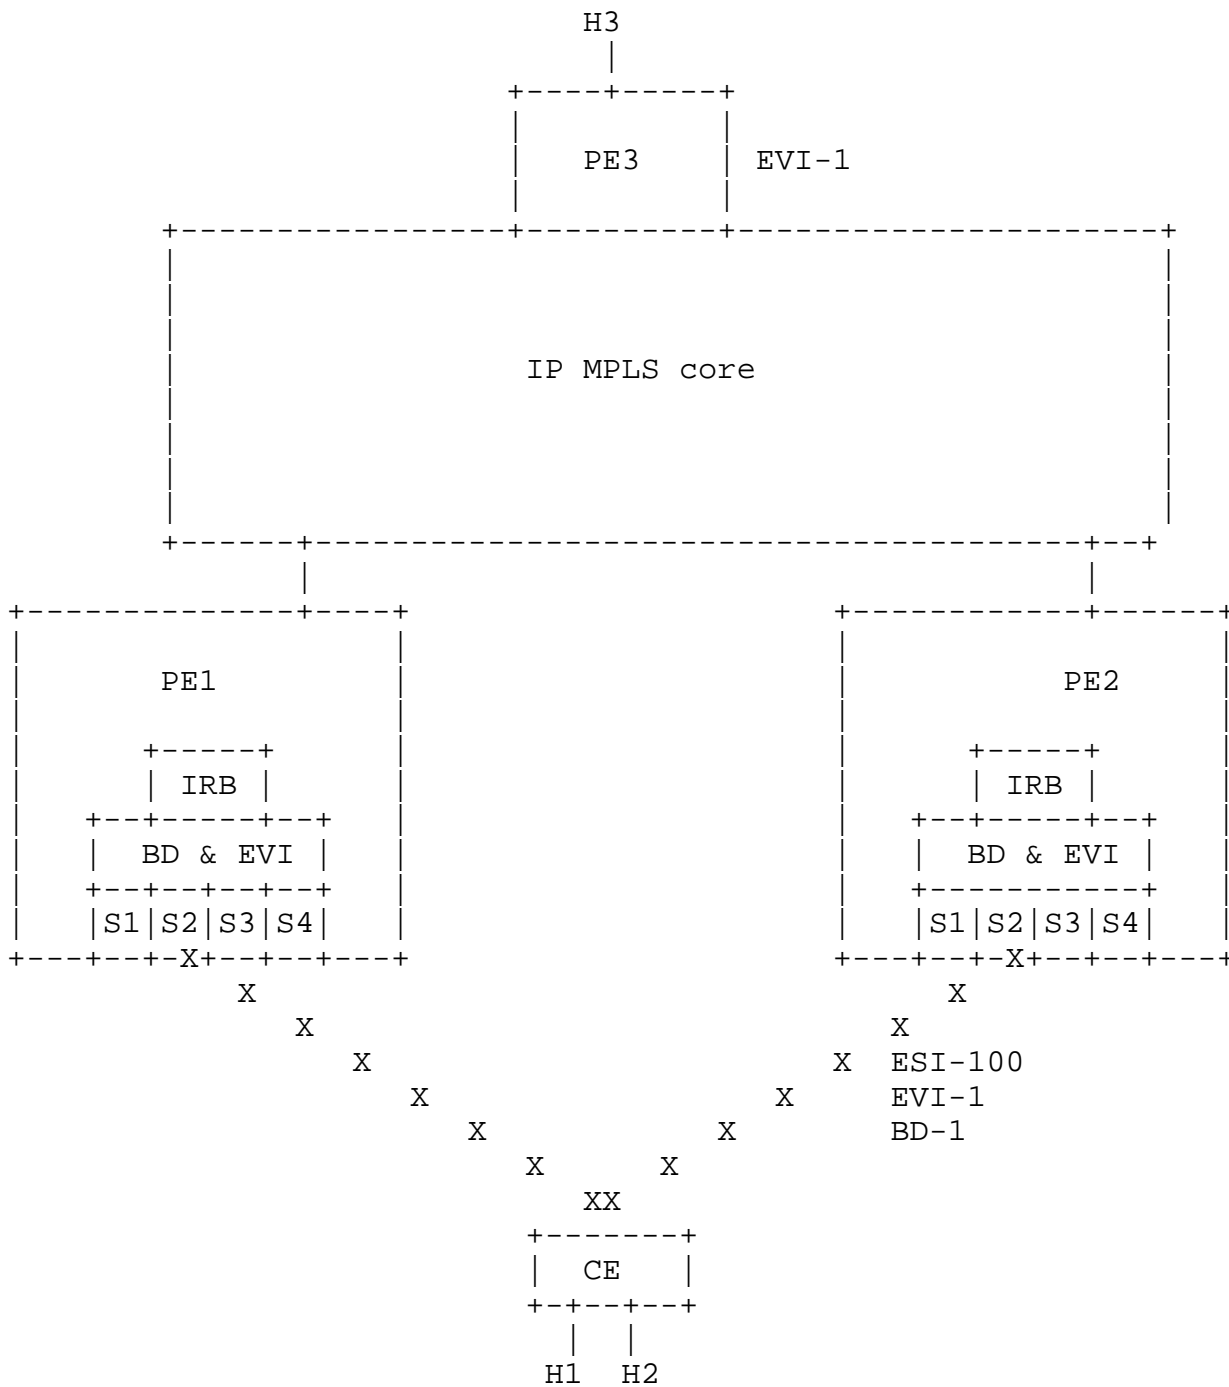 H3
PE3 EVI-1
IP MPLS core
PE1 PE2
IRB IRB
BD & EVI BD & EVI
S1 S2 S3 S4 S1 S2 S3 S4
X X
X X
X X
X X ESI-100
X X EVI-1
X X BD-1
X X
XX
CE
H1 H2